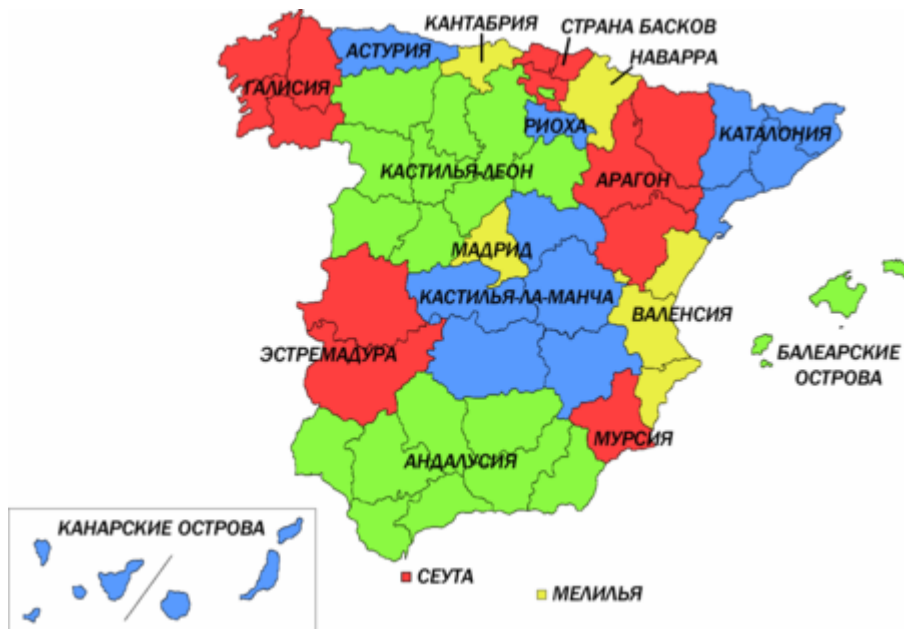 КАНТАБРИЯ
СТРАНА БАСКОВ
АСТУРИЯ
НАВАРРА
ГАЛИСИЯ
РИОХА
КАТАЛОНИЯ
КАСТИЛЬЯ-ЛЕОН
АРАГОН
МАДРИД
КАСТИЛЬЯ-ЛА-МАНЧА
ВАЛЕНСИЯ
ЭСТРЕМАДУРА
БАЛЕАРСКИЕ
ОСТРОВА
МУРСИЯ
АНДАЛУСИЯ
КАНАРСКИЕ ОСТРОВА
СЕУТА
МЕЛИЛЬЯ